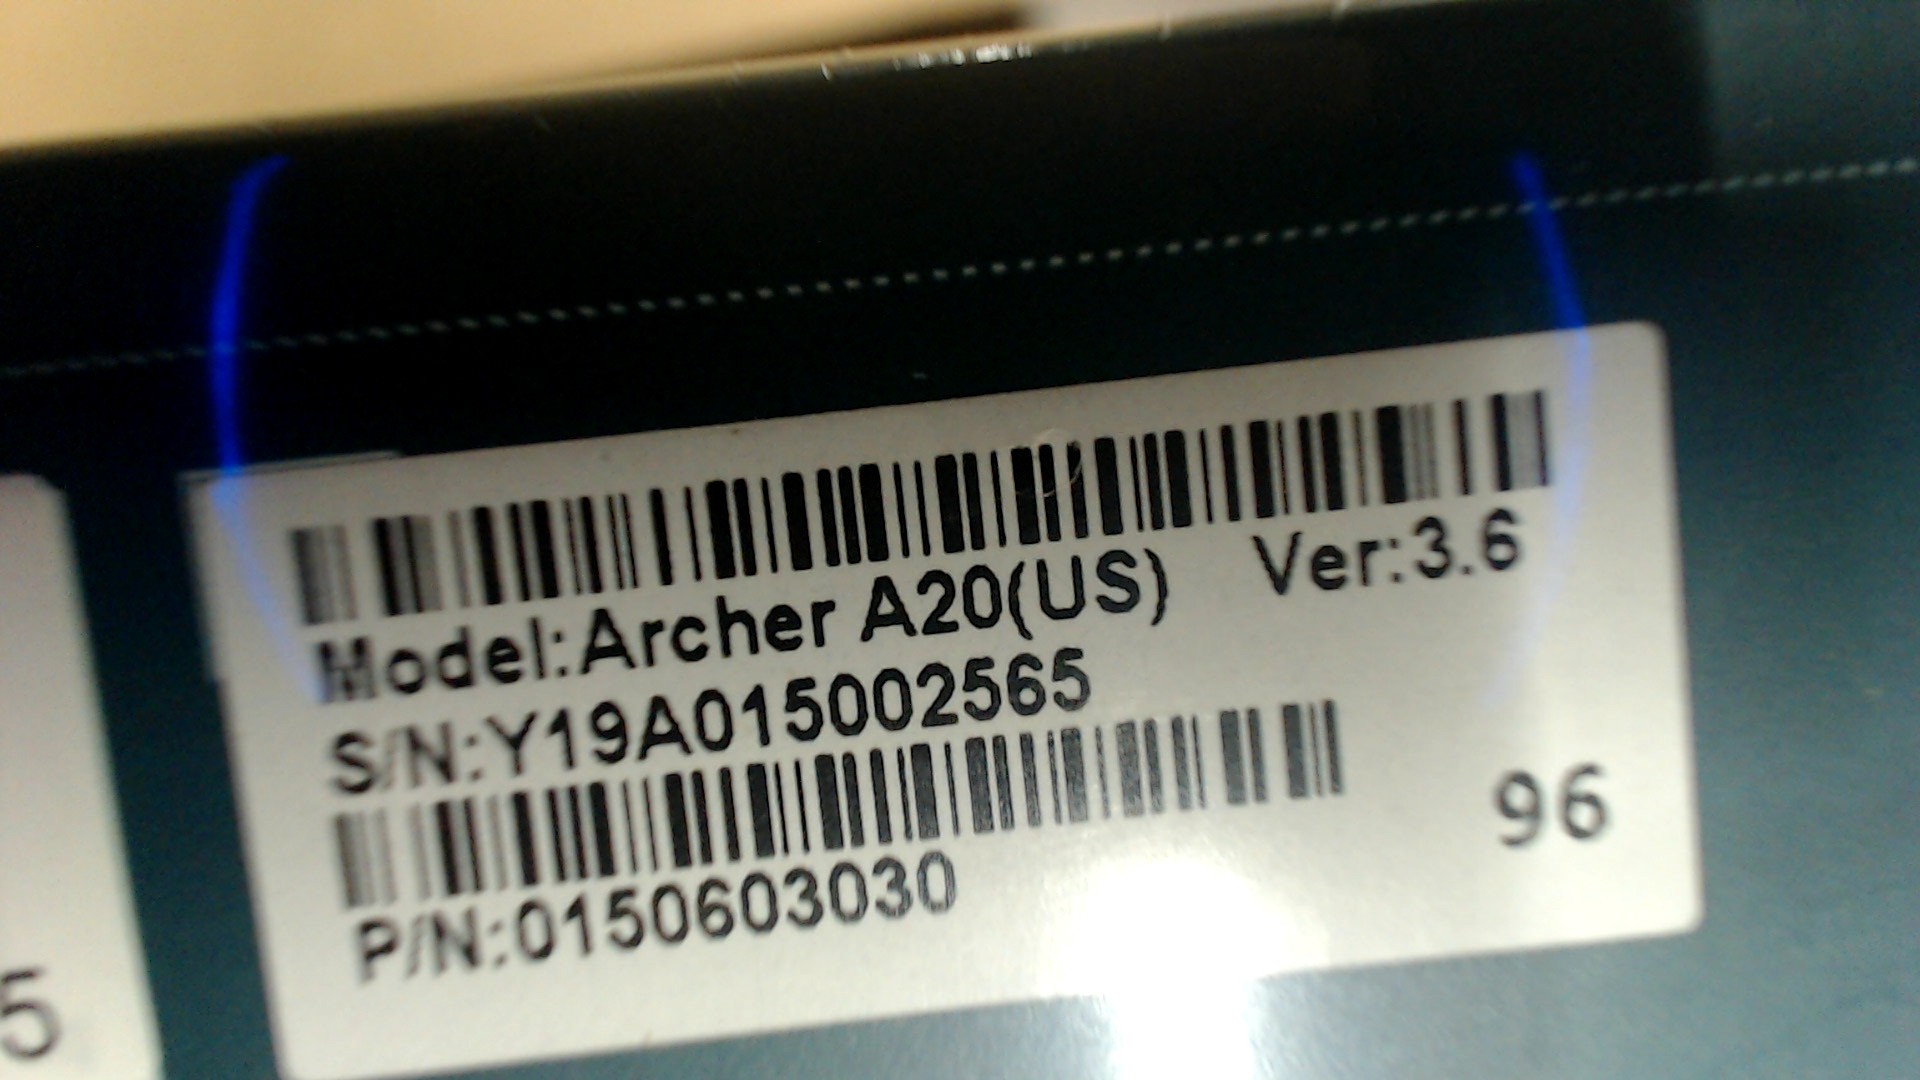 Model:Archer A20(US) Ver:3.6
S/N:Y19A015002565
96
P/N:0150603030
5